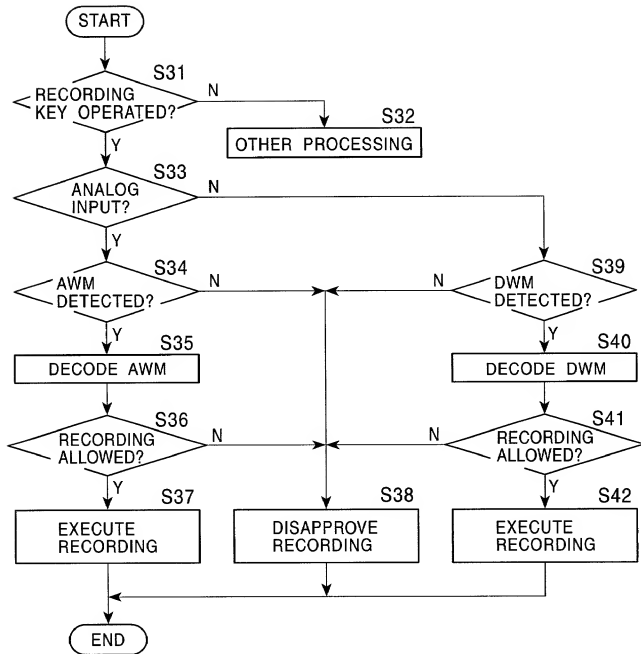 START
S31
RECORDING
KEY OPERATED?
N
Y
S32
OTHER PROCESSING
S33
ANALOG
INPUT?
N
Y
S34
AWM
DETECTED?
N
Y
S39
DWM
DETECTED?
N
Y
S35
DECODE AWM
S40
DECODE DWM
S36
RECORDING
ALLOWED?
N
Y
S41
RECORDING
ALLOWED?
N
Y
S37
EXECUTE
RECORDING
S38
DISAPPROVE
RECORDING
S42
EXECUTE
RECORDING
END